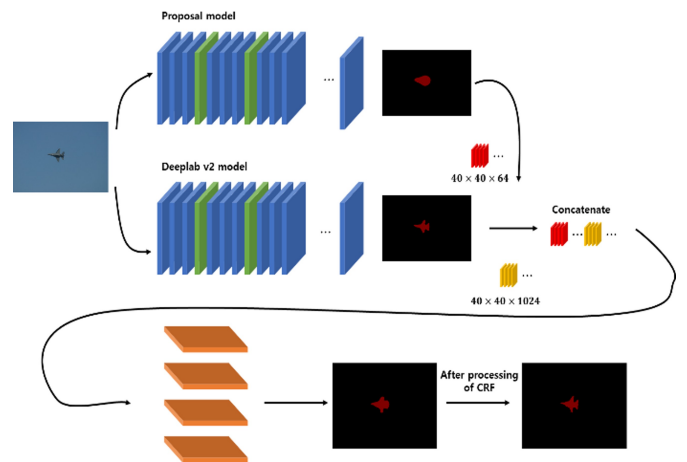 Proposal model
...
40 × 40 × 64
Deeplab v2 model
...
Concatenate
... ...
...
40 × 40 × 1024
After processing
of CRF